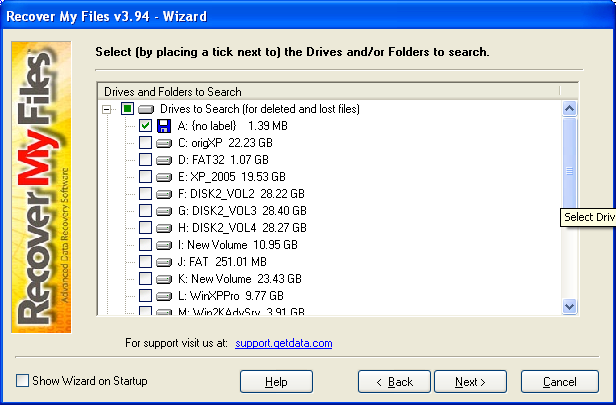 Recover My Files v3.94 - Wizard
Select (by placing a tick next to) the Drives and/or Folders to search.
RecoverMyFiles
Advanced Data Recovery Software
Drives and Folders to Search
Drives to Search (for deleted and lost files)
A: {no label} 1.39 MB
C: origXP 22.23 GB
D: FAT32 1.07 GB
E: XP_2005 19.53 GB
F: DISK2_VOL2 28.22 GB
G: DISK2_VOL3 28.40 GB
H: DISK2_VOL4 28.27 GB
I: New Volume 10.95 GB
J: FAT 251.01 MB
K: New Volume 23.43 GB
L: WinXPPro 9.77 GB
M: Win2KAdvSrv 3.91 GB
Select Driv
For support visit us at: support.getdata.com
Show Wizard on Startup
Help
< Back
Next >
Cancel